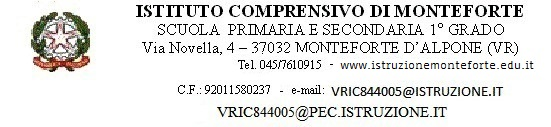 ISTITUTO COMPRENSIVO DI MONTEFORTE
SCUOLA PRIMARIA E SECONDARIA 1° GRADO
Via Novella, 4 – 37032 MONTEFORTE D'ALPONE (VR)
Tel. 045/7610915 - www.istruzionemonteforte.edu.it
C.F.: 92011580237 - e-mail: VRIC844005@ISTRUZIONE.IT
VRIC844005@PEC.ISTRUZIONE.IT